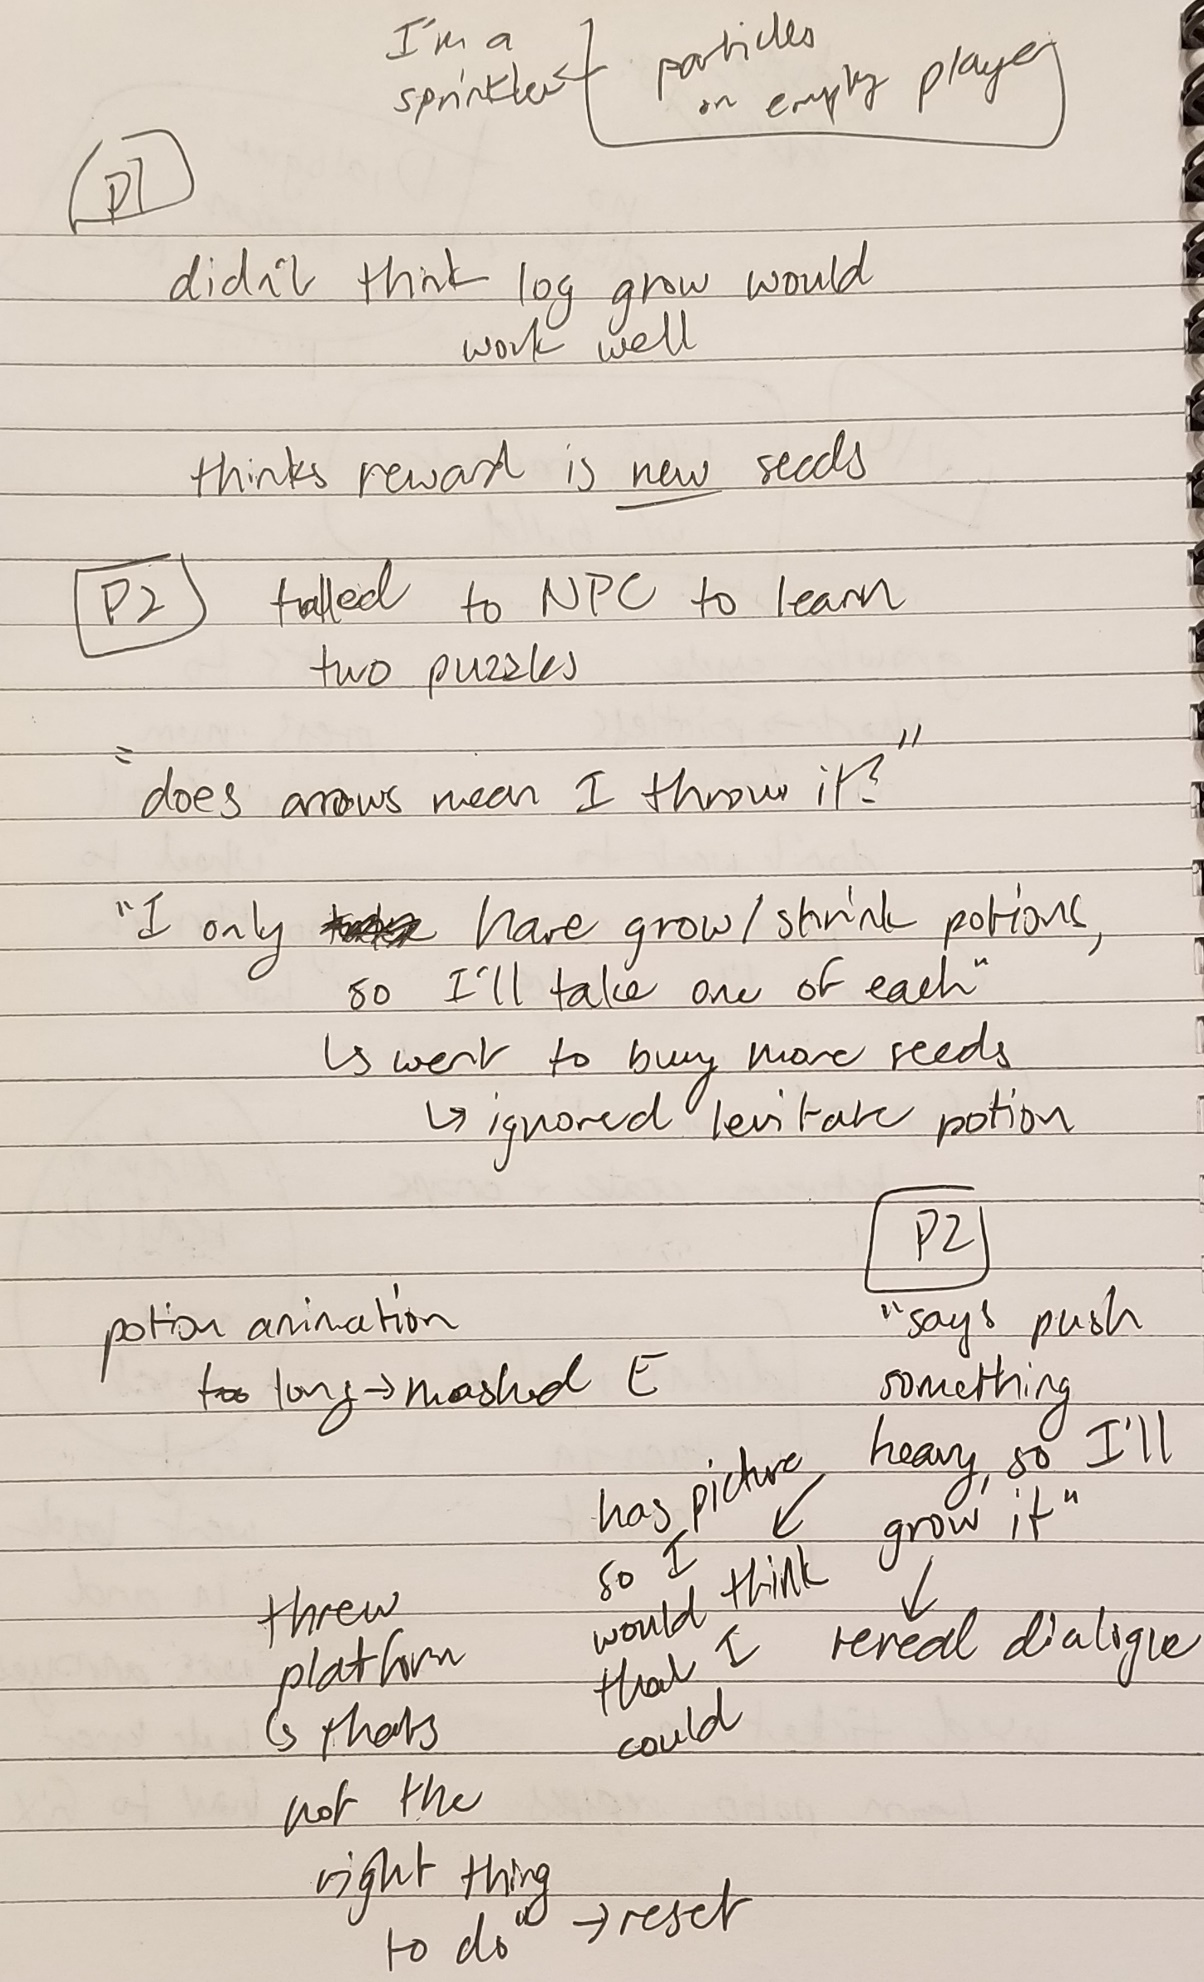 I'm a
sprinkler ← particles
on empty player
P1
didn't think log grow would
work well
thinks reward is new seeds
P2 talked to NPC to learn
two puzzles
"does arrows mean I throw it?"
"I only have grow/shrink potions,
so I'll take one of each"
↳ went to buy more seeds
↳ ignored levitate potion
potion animation
too long → mashed E
P2
"says push
something
heavy, so I'll
grow it"
↓
reveal dialogue
has picture
so I
would think
that I
could
threw
platform
↳ thats
not the
right thing
to do" → reset